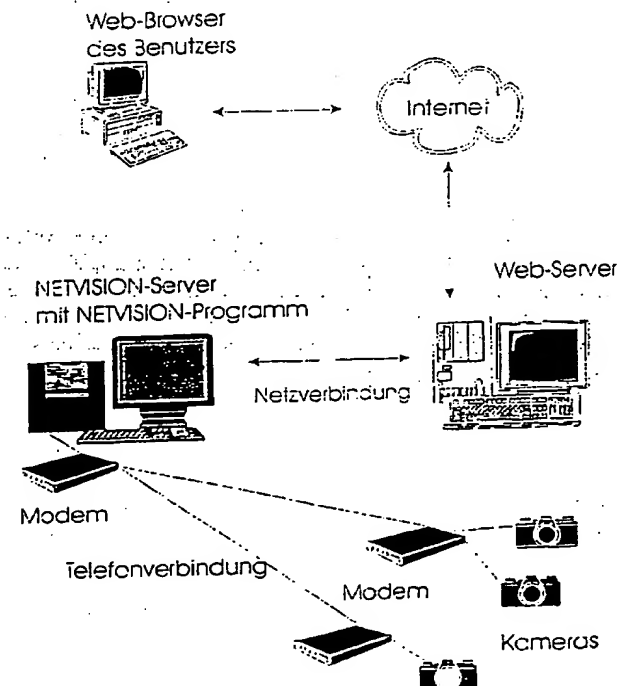 Web-Browser
des Benutzers
Internet
Web-Server
NETVISION-Server
mit NETVISION-Programm
Netzverbindung
Modem
Telefonverbindung
Modem
Kameras